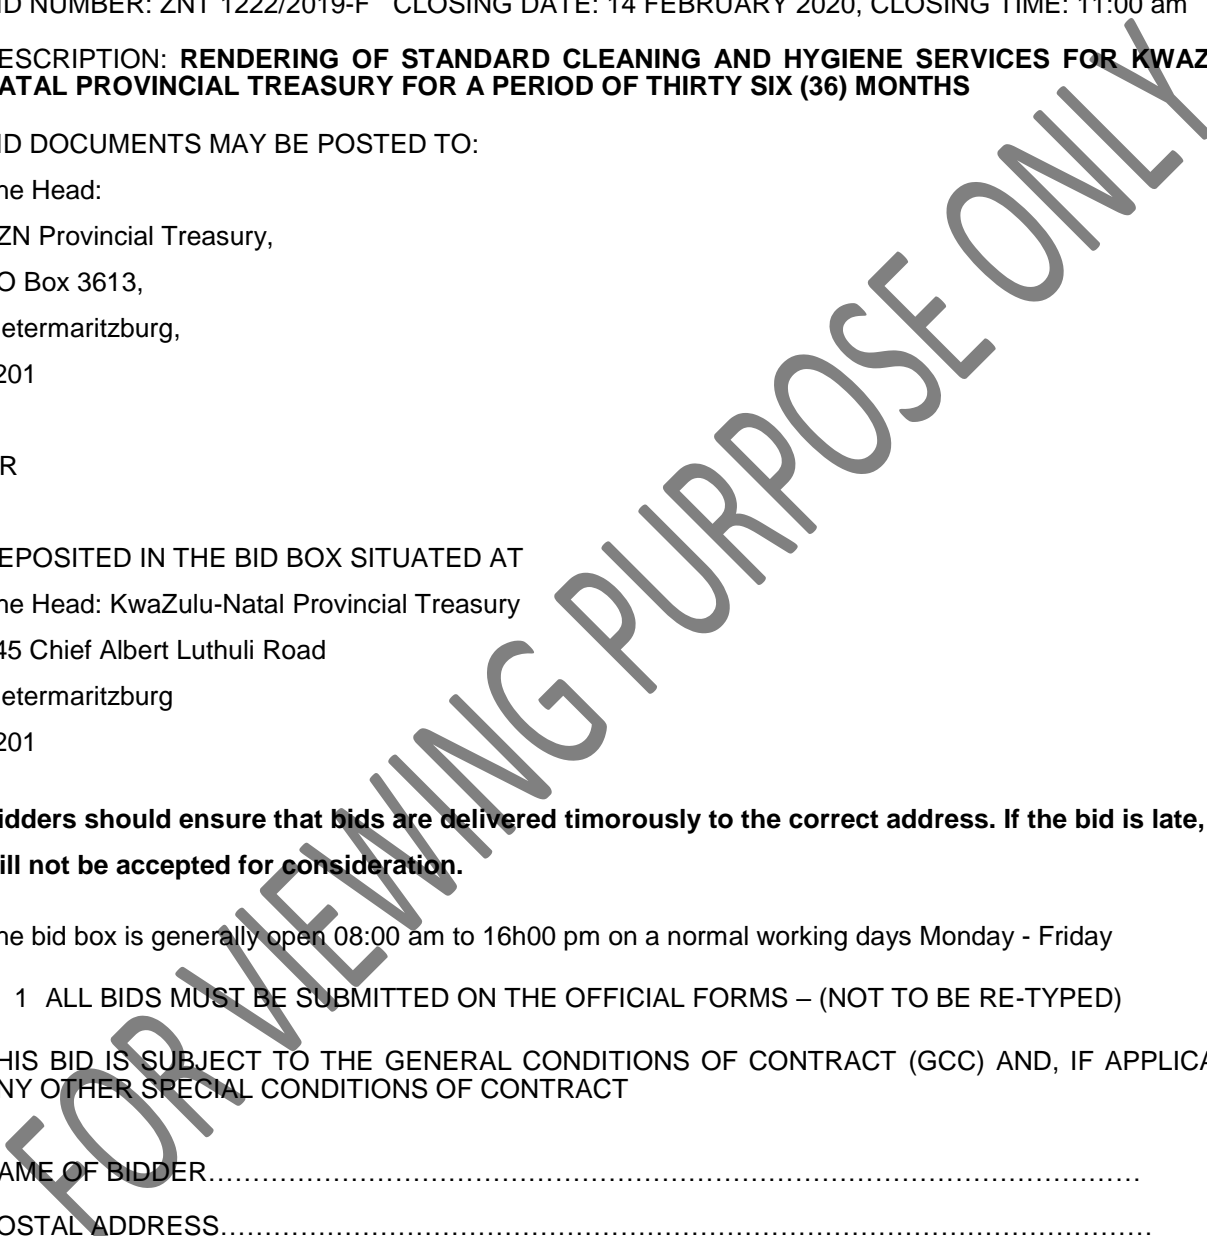 ID NUMBER: ZNT 1222/2019-F CLOSING DATE: 14 FEBRUARY 2020, CLOSING TIME: 11:00 am
ESCRIPTION: RENDERING OF STANDARD CLEANING AND HYGIENE SERVICES FOR KWAZ
ATAL PROVINCIAL TREASURY FOR A PERIOD OF THIRTY SIX (36) MONTHS
ID DOCUMENTS MAY BE POSTED TO:
he Head:
ZN Provincial Treasury,
O Box 3613,
etermaritzburg,
201
R
EPOSITED IN THE BID BOX SITUATED AT
he Head: KwaZulu-Natal Provincial Treasury
45 Chief Albert Luthuli Road
etermaritzburg
201
idders should ensure that bids are delivered timorously to the correct address. If the bid is late,
ill not be accepted for consideration.
he bid box is generally open 08:00 am to 16h00 pm on a normal working days Monday - Friday
1 ALL BIDS MUST BE SUBMITTED ON THE OFFICIAL FORMS – (NOT TO BE RE-TYPED)
HIS BID IS SUBJECT TO THE GENERAL CONDITIONS OF CONTRACT (GCC) AND, IF APPLICA
NY OTHER SPECIAL CONDITIONS OF CONTRACT
AME OF BIDDER……………………………………………………………………………………………
OSTAL ADDRESS……………………………………………………………………………………………
FOR VIEWING PURPOSE ONLY